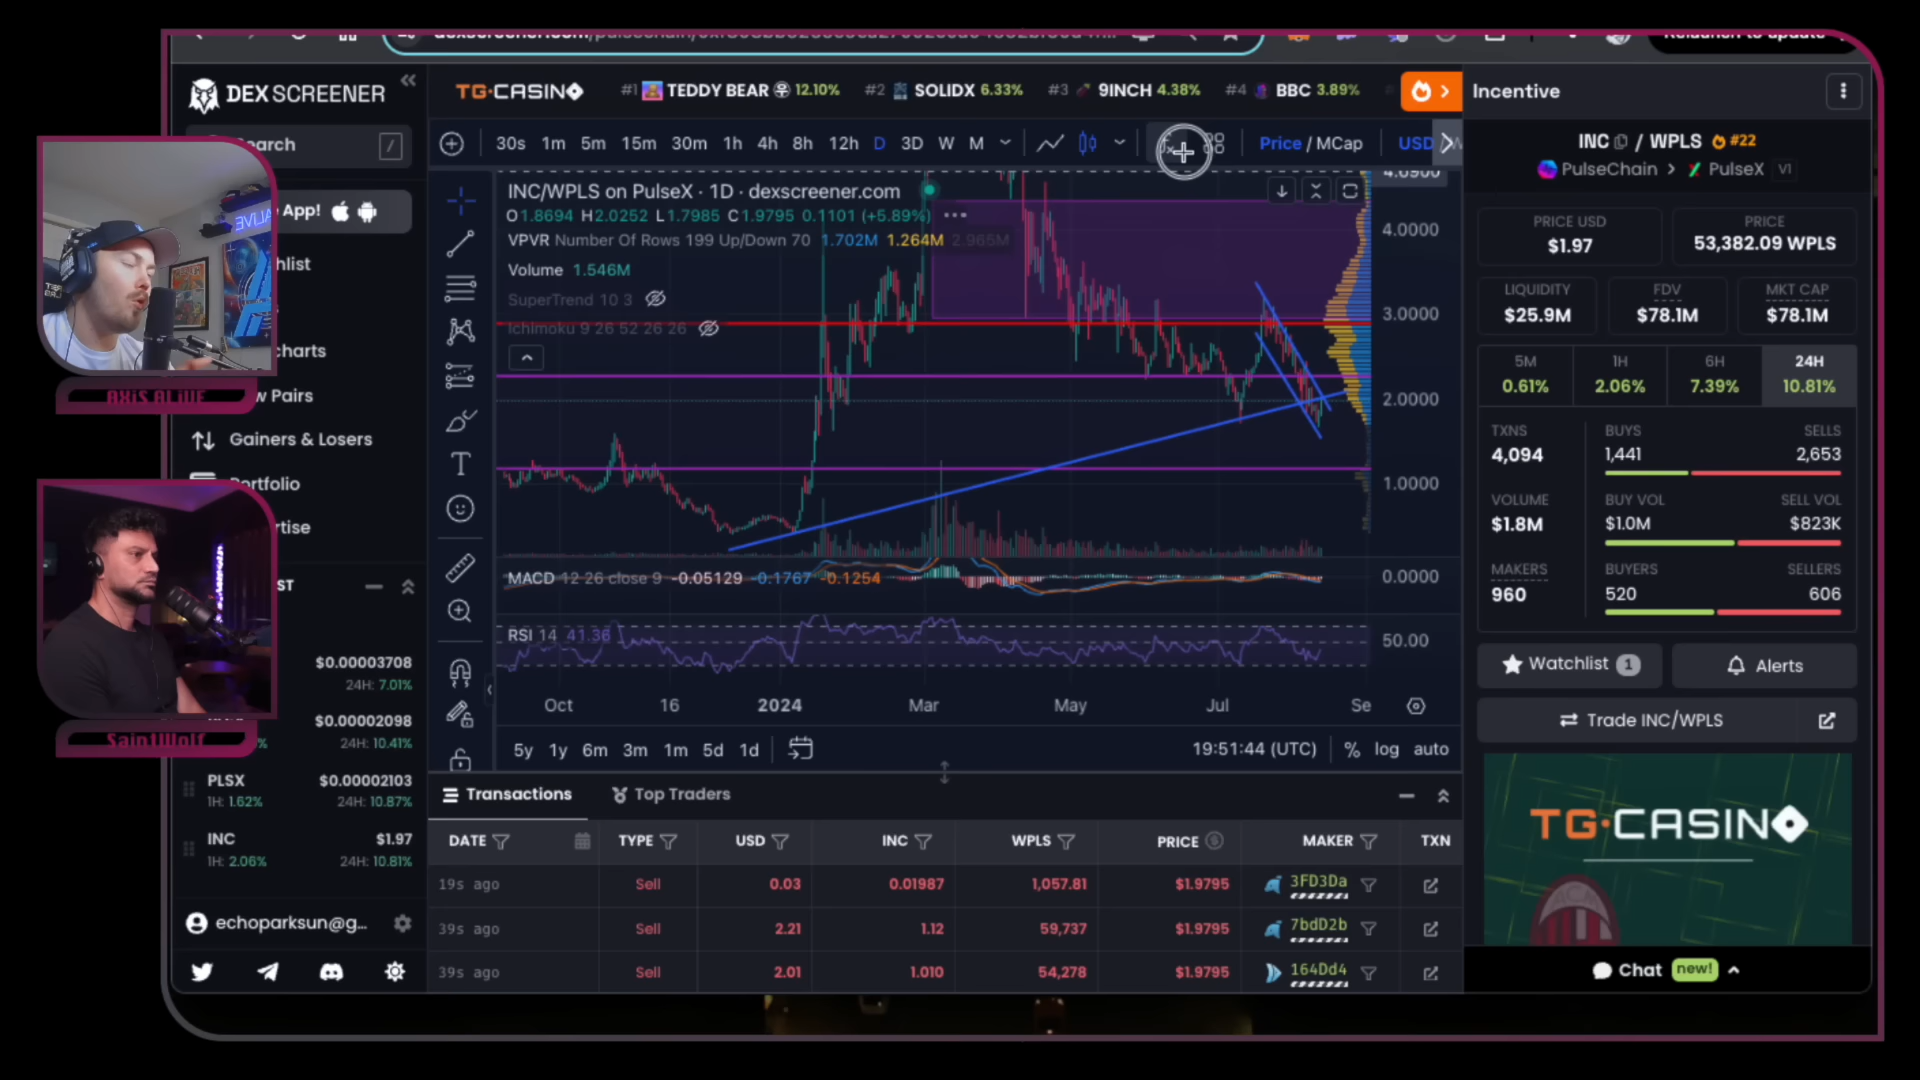 Incentive
DEX SCREENER
TG.CASINO
#1 TEDDY BEAR 12.10%
#2 SOLIDX 6.33%
#3 9INCH 4.38%
#4 BBC 3.89%
/
30s 1m 5m 15m 30m 1h 4h 8h 12h D 3D W M
Price / MCap
USD
App!
INC/WPLS on PulseX · 1D · dexscreener.com
O1.8694 H2.0252 L1.7985 C1.9795 0.1101 (+5.89%)
VPVR Number Of Rows 199 Up/Down 70 1.702M 1.264M 2.965M
Volume 1.546M
SuperTrend 10 3
Ichimoku 9 26 52 26 26
4.0000
3.0000
2.0000
1.0000
MACD 12 26 close 9 -0.05129 -0.1767 -0.1254
0.0000
RSI 14 41.36
50.00
Oct 16 2024 Mar May Jul Se
5y 1y 6m 3m 1m 5d 1d
19:51:44 (UTC)
% log auto
AXiS ALiVE
Gainers & Losers
SaintWolf
$0.00003708
24H: 7.01%
$0.00002098
24H: 10.41%
PLSX $0.00002103
1H: 1.62% 24H: 10.87%
INC $1.97
1H: 2.06% 24H: 10.81%
echoparksun@g...
Transactions
Top Traders
DATE TYPE USD INC WPLS PRICE MAKER TXN
19s ago Sell 0.03 0.01987 1,057.81 $1.9795 3FD3Da
39s ago Sell 2.21 1.12 59,737 $1.9795 7bdD2b
39s ago Sell 2.01 1.010 54,278 $1.9795 164Dd4
INC / WPLS #22
PulseChain > PulseX V1
PRICE USD
$1.97
PRICE
53,382.09 WPLS
LIQUIDITY
$25.9M
FDV
$78.1M
MKT CAP
$78.1M
5M 1H 6H 24H
0.61% 2.06% 7.39% 10.81%
TXNS
4,094
BUYS SELLS
1,441 2,653
VOLUME
$1.8M
BUY VOL SELL VOL
$1.0M $823K
MAKERS
960
BUYERS SELLERS
520 606
Watchlist 1
Alerts
Trade INC/WPLS
TG.CASINO
Chat new!